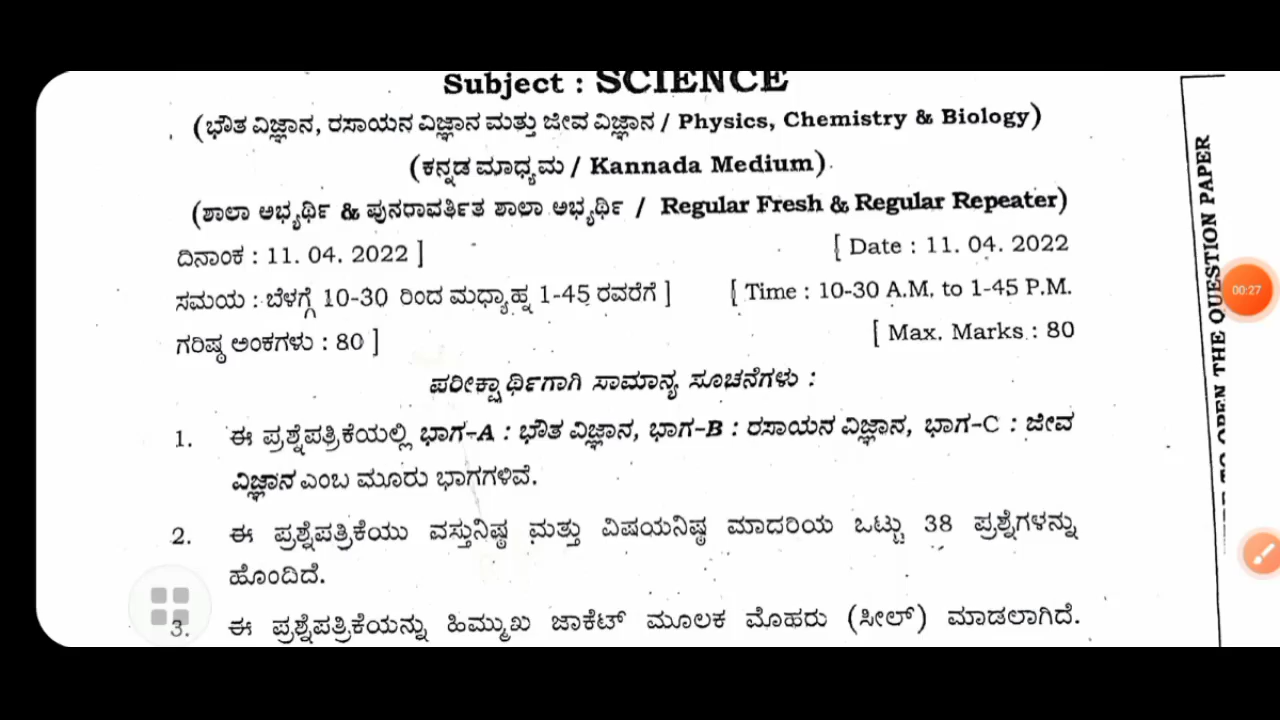 Subject : SCIENCE
(ಭೌತ ವಿಜ್ಞಾನ, ರಸಾಯನ ವಿಜ್ಞಾನ ಮತ್ತು ಜೀವ ವಿಜ್ಞಾನ / Physics, Chemistry & Biology)
(ಕನ್ನಡ ಮಾಧ್ಯಮ / Kannada Medium)
(ಶಾಲಾ ಅಭ್ಯರ್ಥಿ & ಪುನರಾವರ್ತಿತ ಶಾಲಾ ಅಭ್ಯರ್ಥಿ / Regular Fresh & Regular Repeater)
ದಿನಾಂಕ : 11. 04. 2022 ] [ Date : 11. 04. 2022
ಸಮಯ : ಬೆಳಗ್ಗೆ 10-30 ರಿಂದ ಮಧ್ಯಾಹ್ನ 1-45 ರವರೆಗೆ ] [ Time : 10-30 A.M. to 1-45 P.M.
ಗರಿಷ್ಠ ಅಂಕಗಳು : 80 ] [ Max. Marks : 80
ಪರೀಕ್ಷಾರ್ಥಿಗಾಗಿ ಸಾಮಾನ್ಯ ಸೂಚನೆಗಳು :
1. ಈ ಪ್ರಶ್ನೆಪತ್ರಿಕೆಯಲ್ಲಿ ಭಾಗ-A : ಭೌತ ವಿಜ್ಞಾನ, ಭಾಗ-B : ರಸಾಯನ ವಿಜ್ಞಾನ, ಭಾಗ-C : ಜೀವ
ವಿಜ್ಞಾನ ಎಂಬ ಮೂರು ಭಾಗಗಳಿವೆ.
2. ಈ ಪ್ರಶ್ನೆಪತ್ರಿಕೆಯು ವಸ್ತುನಿಷ್ಠ ಮತ್ತು ವಿಷಯನಿಷ್ಠ ಮಾದರಿಯ ಒಟ್ಟು 38 ಪ್ರಶ್ನೆಗಳನ್ನು
ಹೊಂದಿದೆ.
3. ಈ ಪ್ರಶ್ನೆಪತ್ರಿಕೆಯನ್ನು ಹಿಮ್ಮುಖ ಜಾಕೆಟ್ ಮೂಲಕ ಮೊಹರು (ಸೀಲ್) ಮಾಡಲಾಗಿದೆ.
TO OPEN THE QUESTION PAPER
00:27